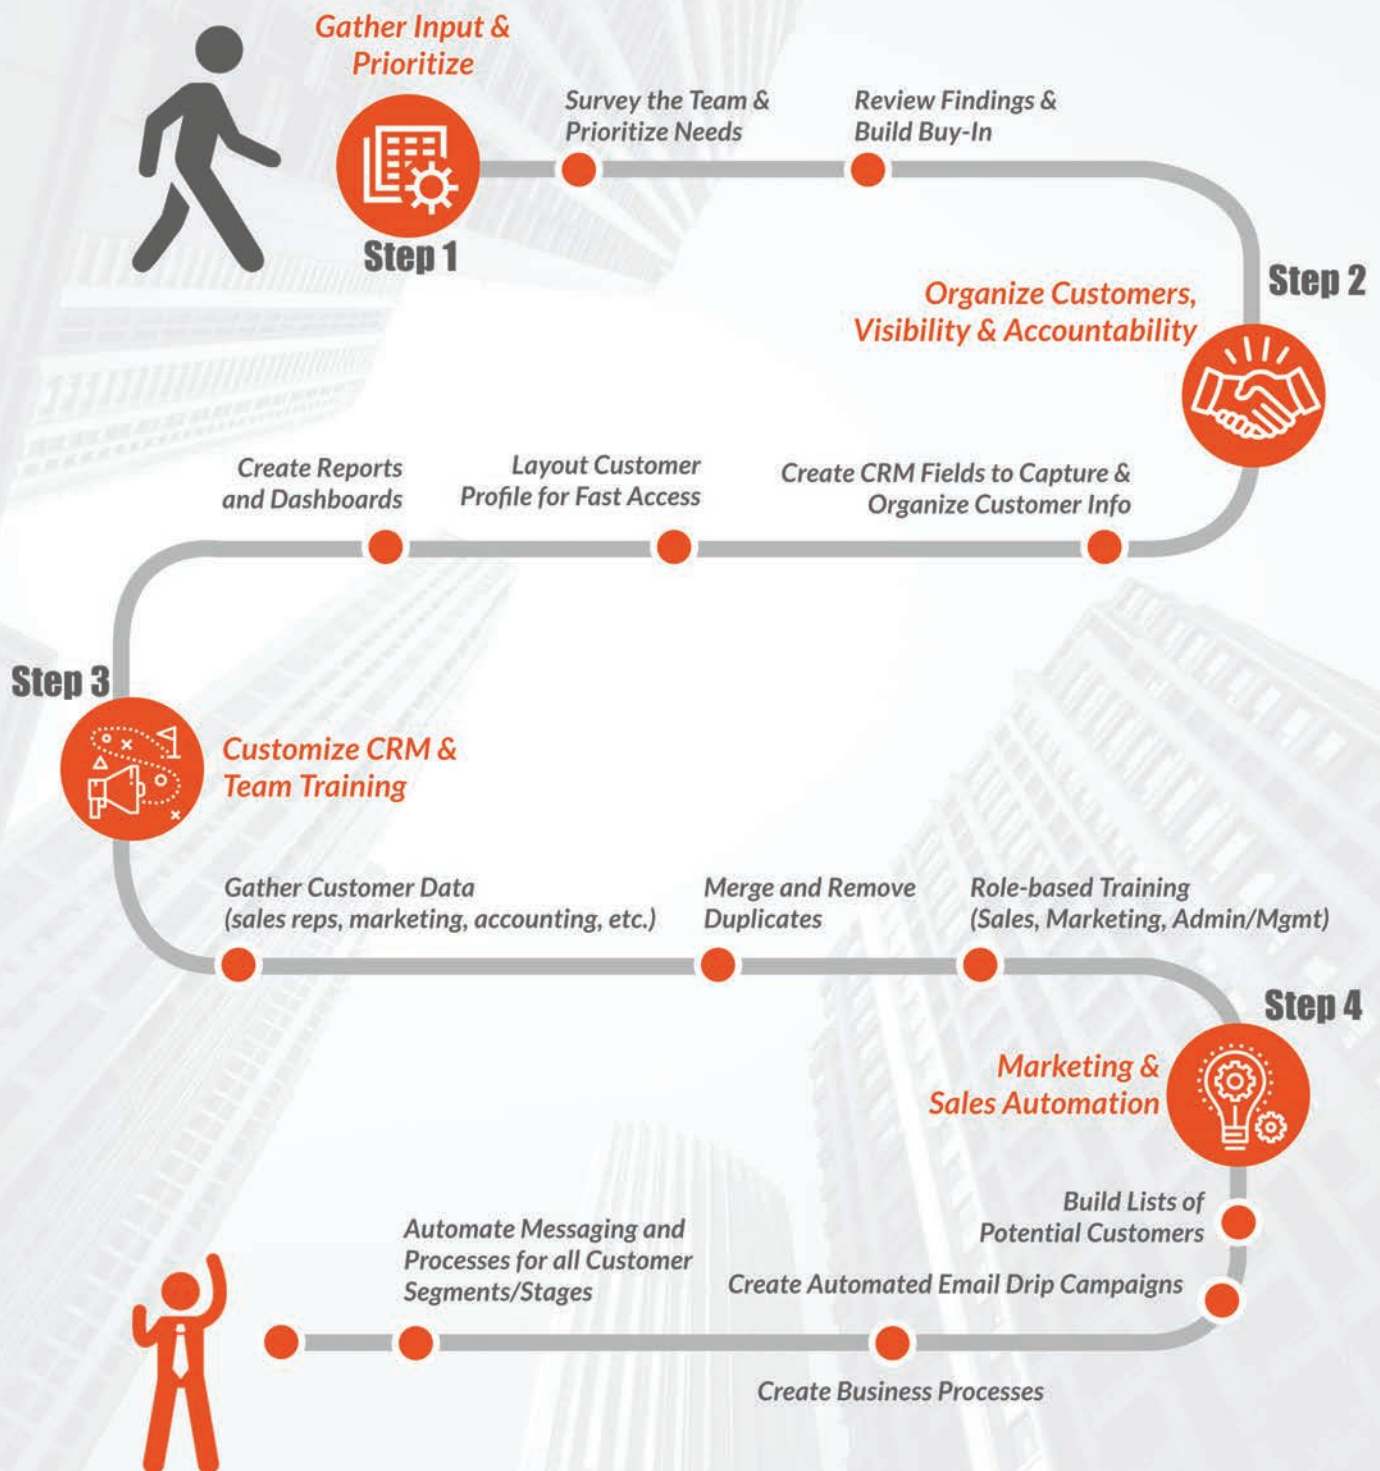 Gather Input &
Prioritize
Step 1
Survey the Team &
Prioritize Needs
Review Findings &
Build Buy-In
Step 2
Organize Customers,
Visibility & Accountability
Create CRM Fields to Capture &
Organize Customer Info
Layout Customer
Profile for Fast Access
Create Reports
and Dashboards
Step 3
Customize CRM &
Team Training
Gather Customer Data
(sales reps, marketing, accounting, etc.)
Merge and Remove
Duplicates
Role-based Training
(Sales, Marketing, Admin/Mgmt)
Step 4
Marketing &
Sales Automation
Build Lists of
Potential Customers
Create Automated Email Drip Campaigns
Create Business Processes
Automate Messaging and
Processes for all Customer
Segments/Stages